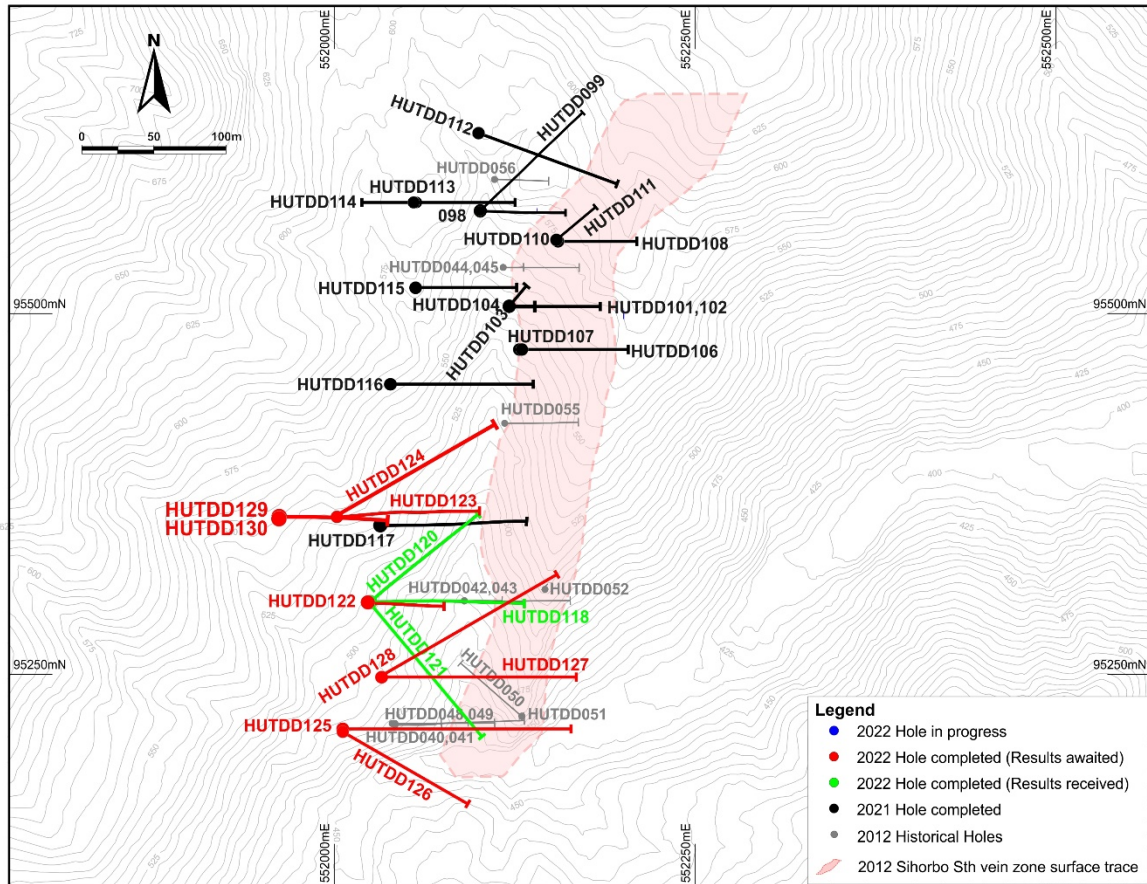 552000mE
552250mE
552500mE
N
0 50 100m
HUTDD099
HUTDD112
HUTDD056
HUTDD113
HUTDD114
098
HUTDD111
HUTDD110
HUTDD108
HUTDD044,045
HUTDD115
HUTDD104
HUTDD101,102
95500mN
95500mN
HUTDD103
HUTDD107
HUTDD106
HUTDD116
HUTDD055
HUTDD124
HUTDD123
HUTDD129
HUTDD130
HUTDD117
HUTDD120
HUTDD042,043
HUTDD052
HUTDD122
HUTDD118
HUTDD121
HUTDD128
HUTDD127
95250mN
95250mN
HUTDD050
HUTDD048,049
HUTDD051
HUTDD125
HUTDD040,041
HUTDD126
Legend
2022 Hole in progress
2022 Hole completed (Results awaited)
2022 Hole completed (Results received)
2021 Hole completed
2012 Historical Holes
2012 Sihorbo Sth vein zone surface trace
552000mE
552250mE